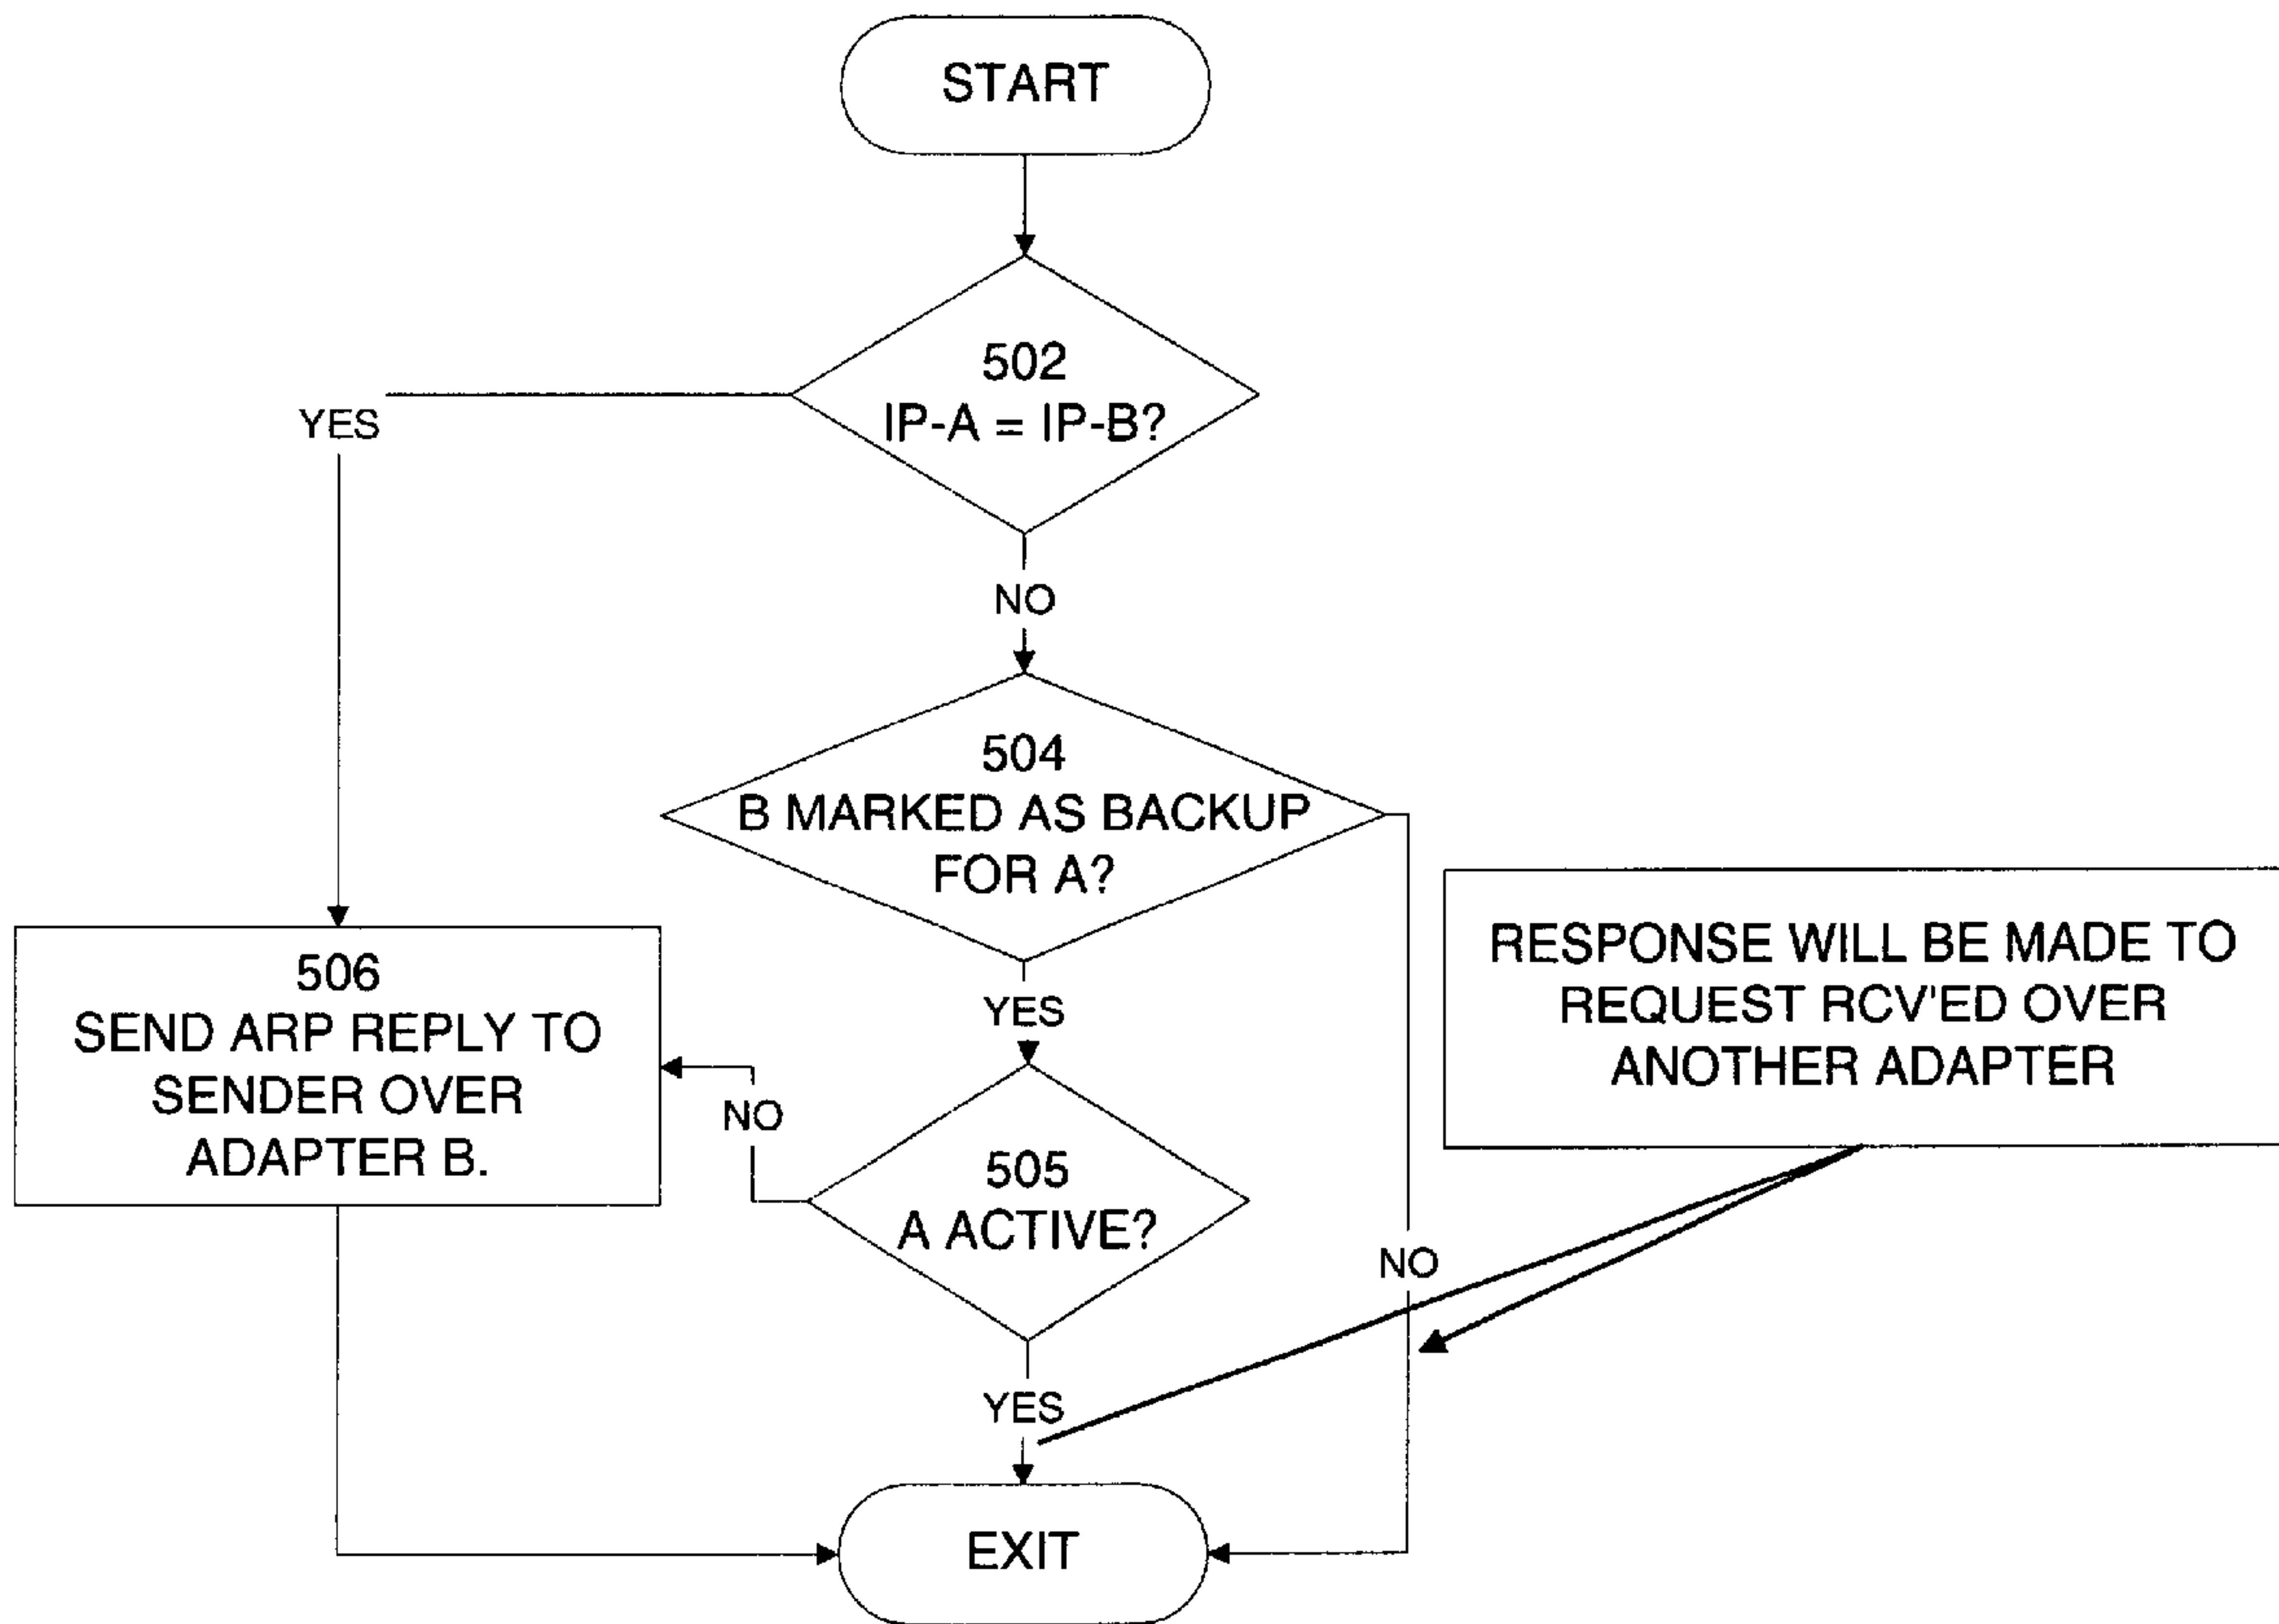 START
502
IP-A = IP-B?
YES
NO
504
B MARKED AS BACKUP
FOR A?
YES
NO
506
SEND ARP REPLY TO
SENDER OVER
ADAPTER B.
NO
505
A ACTIVE?
YES
RESPONSE WILL BE MADE TO
REQUEST RCV'ED OVER
ANOTHER ADAPTER
EXIT